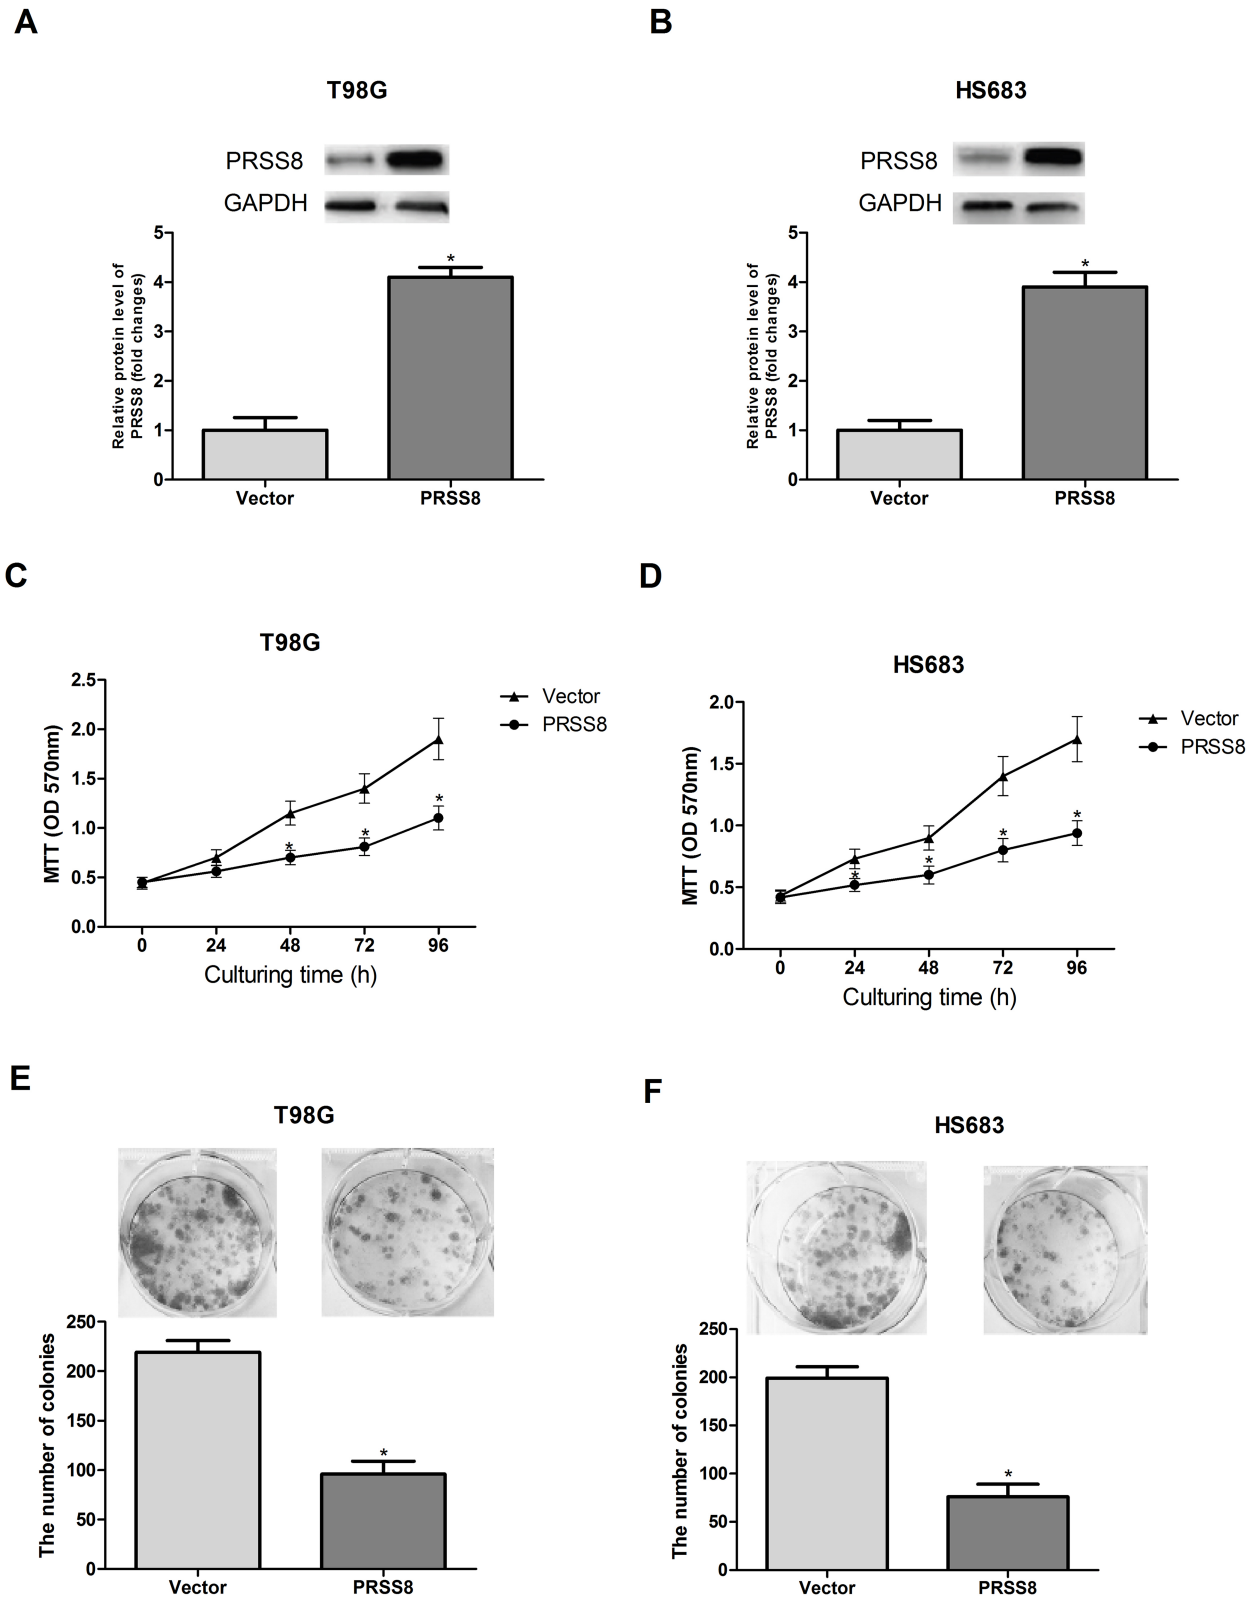 A
T98G
PRSS8
GAPDH
Relative protein level of
PRSS8 (fold changes)
5
4
3
2
1
0
*
Vector
PRSS8
B
HS683
PRSS8
GAPDH
Relative protein level of
PRSS8 (fold changes)
5
4
3
2
1
0
*
Vector
PRSS8
C
T98G
MTT (OD 570nm)
2.5
2.0
1.5
1.0
0.5
0.0
*
*
*
0 24 48 72 96
Culturing time (h)
Vector
PRSS8
D
HS683
MTT (OD 570nm)
2.0
1.5
1.0
0.5
0.0
*
*
*
*
0 24 48 72 96
Culturing time (h)
Vector
PRSS8
E
T98G
The number of colonies
250
200
150
100
50
0
*
Vector
PRSS8
F
HS683
The number of colonies
250
200
150
100
50
0
*
Vector
PRSS8